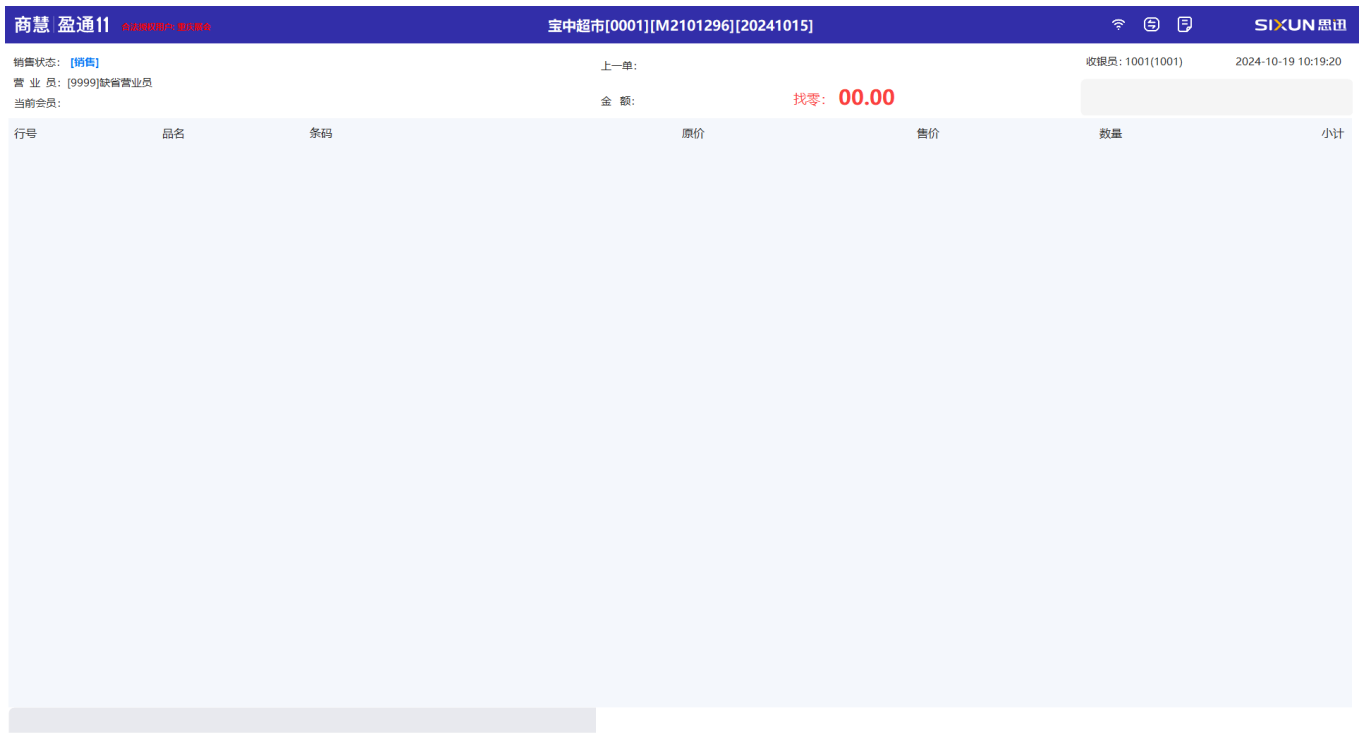 商慧 盈通11
宝中超市[0001][M2101296][20241015]
SIXUN思迅
销售状态： [销售]
营 业 员： [9999]缺省营业员
当前会员：
上一单：
金 额：
找零： 00.00
收银员：1001(1001)
2024-10-19 10:19:20
行号 品名 条码 原价 售价 数量 小计